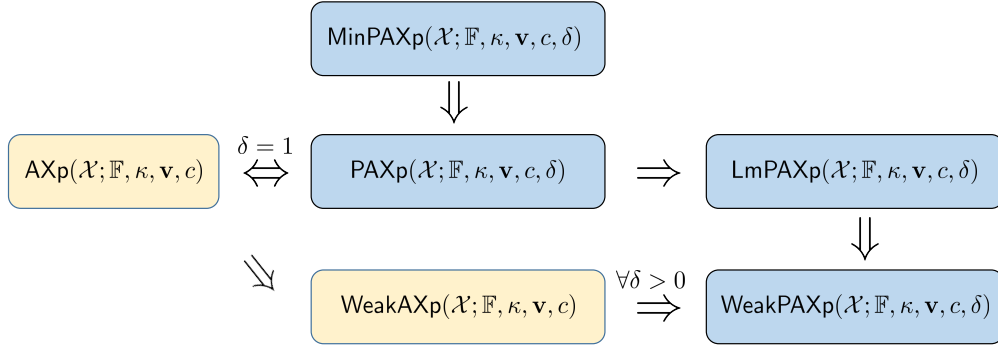 MinPAXp(𝒳; 𝔽, κ, 𝐯, c, δ)
⇓
AXp(𝒳; 𝔽, κ, 𝐯, c)
δ = 1
⇔
PAXp(𝒳; 𝔽, κ, 𝐯, c, δ)
⇒
LmPAXp(𝒳; 𝔽, κ, 𝐯, c, δ)
⇘
⇓
WeakAXp(𝒳; 𝔽, κ, 𝐯, c)
∀δ > 0
⇒
WeakPAXp(𝒳; 𝔽, κ, 𝐯, c, δ)